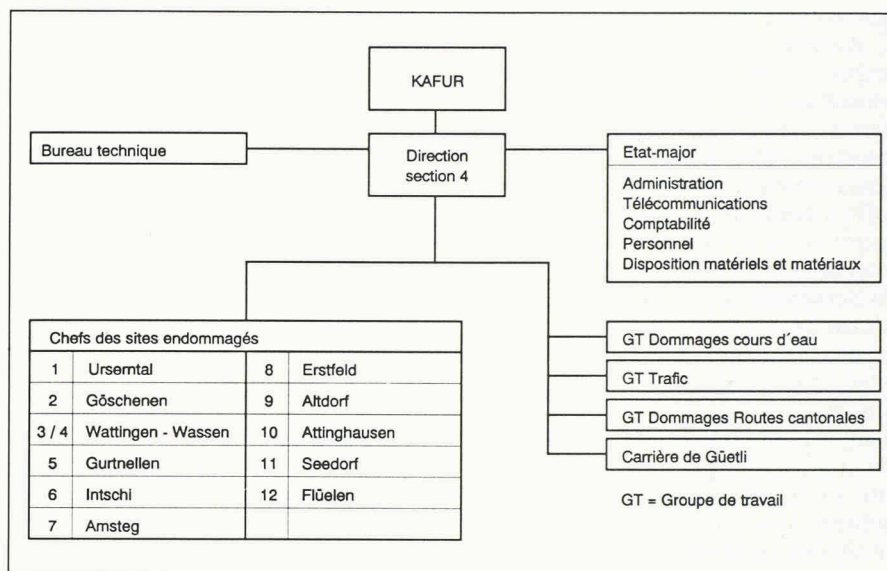 KAFUR
Bureau technique
Direction
section 4
Etat-major
Administration
Télécommunications
Comptabilité
Personnel
Disposition matériels et matériaux
Chefs des sites endommagés
1 Urserntal 8 Erstfeld
2 Göschenen 9 Altdorf
3 / 4 Wattingen - Wassen 10 Attinghausen
5 Gurtnellen 11 Seedorf
6 Intschi 12 Flüelen
7 Amsteg
GT Dommages cours d´eau
GT Trafic
GT Dommages Routes cantonales
Carrière de Güetli
GT = Groupe de travail